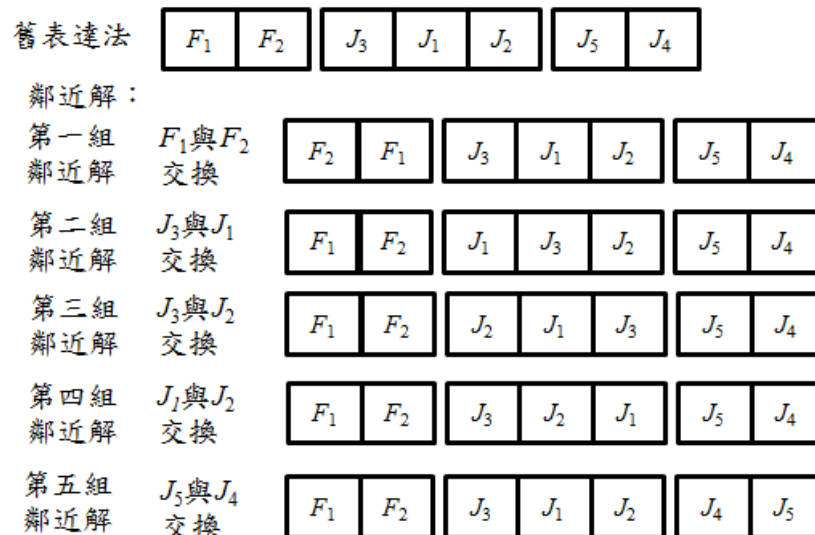 舊表達法 F1 F2 J3 J1 J2 J5 J4
鄰近解：
第一組 F1與F2 F2 F1 J3 J1 J2 J5 J4
鄰近解 交換
第二組 J3與J1 F1 F2 J1 J3 J2 J5 J4
鄰近解 交換
第三組 J3與J2 F1 F2 J2 J1 J3 J5 J4
鄰近解 交換
第四組 J1與J2 F1 F2 J3 J2 J1 J5 J4
鄰近解 交換
第五組 J5與J4 F1 F2 J3 J1 J2 J4 J5
鄰近解 交換